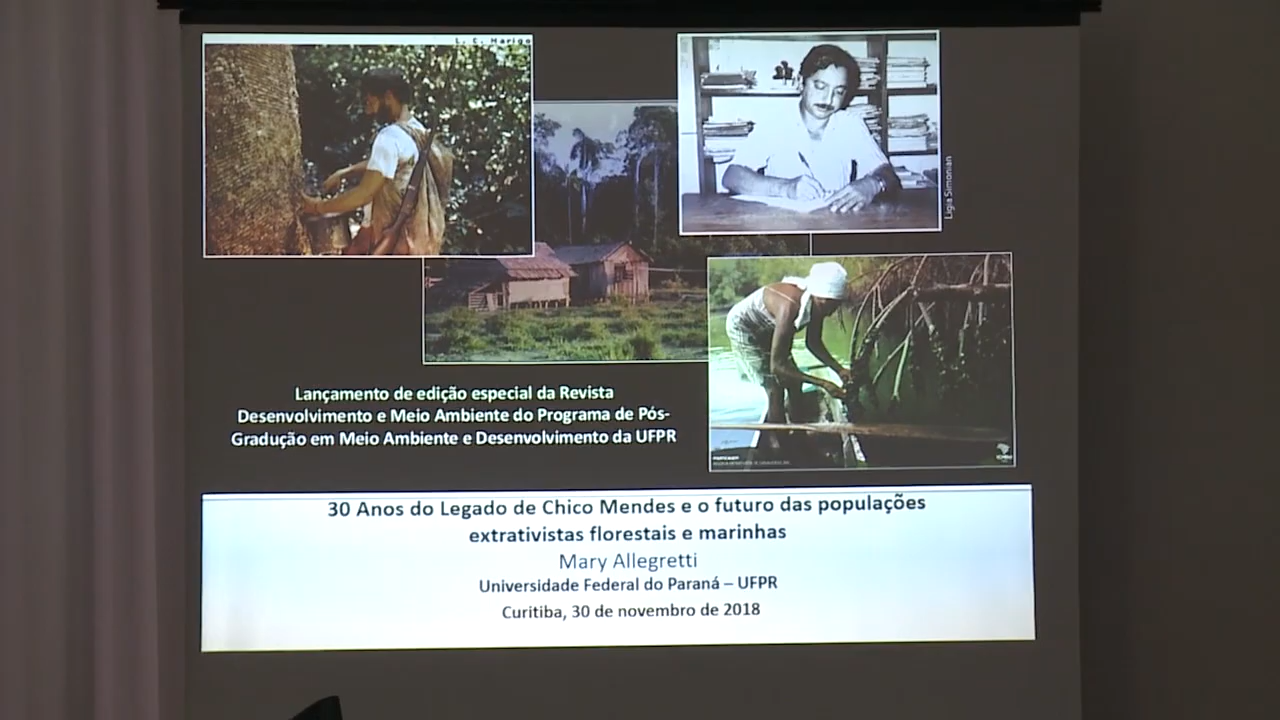 L. C. Marigo
Ligia Simonian
Lançamento de edição especial da Revista
Desenvolvimento e Meio Ambiente do Programa de Pós-
Gradução em Meio Ambiente e Desenvolvimento da UFPR
30 Anos do Legado de Chico Mendes e o futuro das populações
extrativistas florestais e marinhas
Mary Allegretti
Universidade Federal do Paraná – UFPR
Curitiba, 30 de novembro de 2018